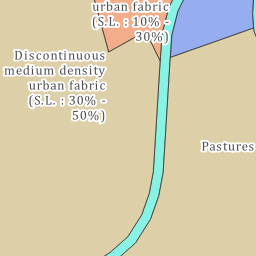 urban fabric
(S.L. : 10% -
30%)
Discontinuous
medium density
urban fabric
(S.L. : 30% -
50%)
Pastures